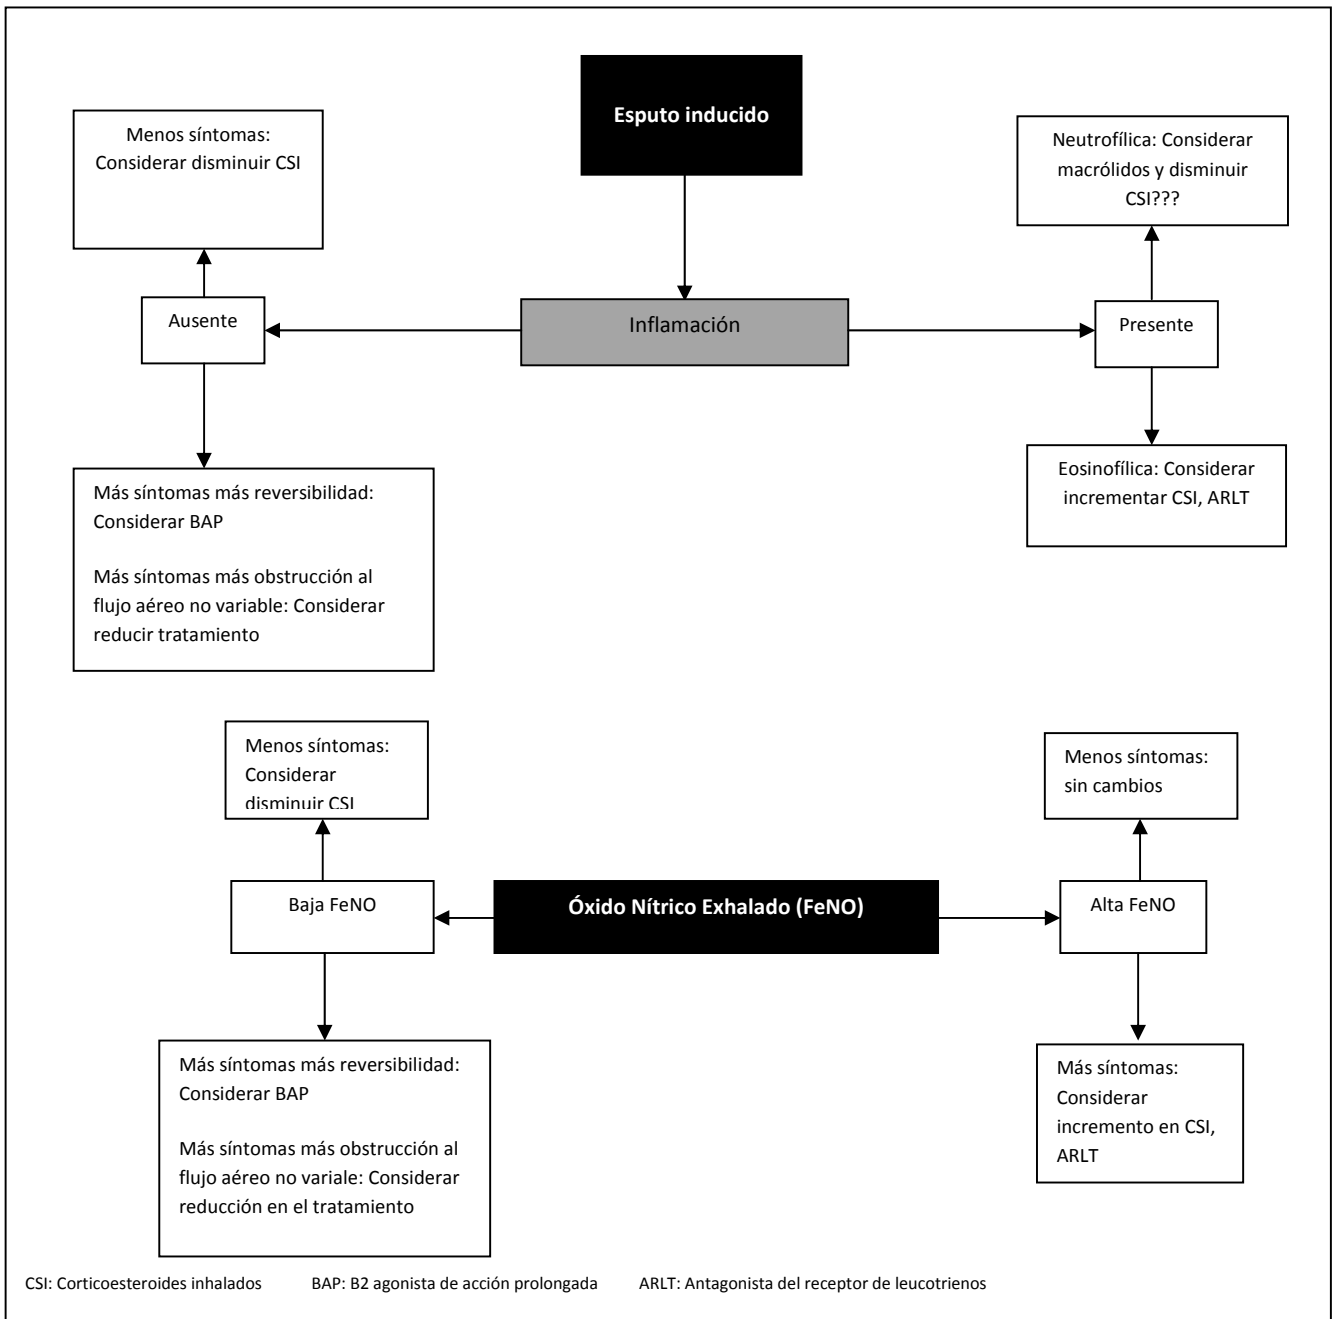 Esputo inducido
Menos síntomas:
Considerar disminuir CSI
Neutrofílica: Considerar
macrólidos y disminuir
CSI???
Ausente
Inflamación
Presente
Más síntomas más reversibilidad:
Considerar BAP
Más síntomas más obstrucción al
flujo aéreo no variable: Considerar
reducir tratamiento
Eosinofílica: Considerar
incrementar CSI, ARLT
Menos síntomas:
Considerar
disminuir CSI
Menos síntomas:
sin cambios
Baja FeNO
Óxido Nítrico Exhalado (FeNO)
Alta FeNO
Más síntomas más reversibilidad:
Considerar BAP
Más síntomas más obstrucción al
flujo aéreo no variale: Considerar
reducción en el tratamiento
Más síntomas:
Considerar
incremento en CSI,
ARLT
CSI: Corticoesteroides inhalados BAP: B2 agonista de acción prolongada ARLT: Antagonista del receptor de leucotrienos